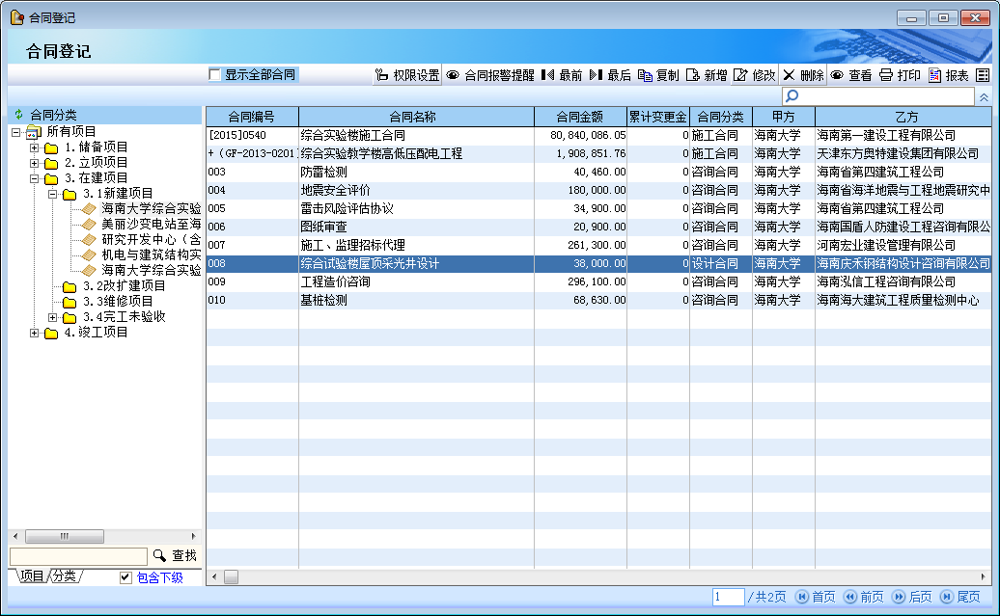 合同登记
合同登记
显示全部合同 权限设置 合同报警提醒 最前 最后 复制 新增 修改 删除 查看 打印 报表
合同分类
所有项目
1.储备项目
2.立项项目
3.在建项目
3.1新建项目
海南大学综合实验
美丽沙变电站至海
研究开发中心（含
机电与建筑结构实
海南大学综合实验
3.2改扩建项目
3.3维修项目
3.4完工未验收
4.竣工项目
查找
项目 分类 包含下级
合同编号 合同名称 合同金额 累计变更金 合同分类 甲方 乙方
[2015]0540 综合实验楼施工合同 80,840,086.05 0 施工合同 海南大学 海南第一建设工程有限公司
+（GF-2013-0201 综合实验教学楼高低压配电工程 1,908,851.76 0 施工合同 海南大学 天津东方奥特建设集团有限公司
003 防雷检测 40,460.00 0 咨询合同 海南大学 海南省第四建筑工程公司
004 地震安全评价 180,000.00 0 咨询合同 海南大学 海南省海洋地震与工程地震研究中
005 雷击风险评估协议 34,900.00 0 咨询合同 海南大学 海南省第四建筑工程公司
006 图纸审查 20,900.00 0 咨询合同 海南大学 海南国盾人防建设工程咨询有限公
007 施工、监理招标代理 261,300.00 0 咨询合同 海南大学 河南宏业建设管理有限公司
008 综合试验楼屋顶采光井设计 38,000.00 0 设计合同 海南大学 海南庆禾钢结构设计咨询有限公司
009 工程造价咨询 296,100.00 0 咨询合同 海南大学 海南泓信工程咨询有限公司
010 基桩检测 68,630.00 0 咨询合同 海南大学 海南海大建筑工程质量检测中心
1 /共2页 首页 前页 后页 尾页